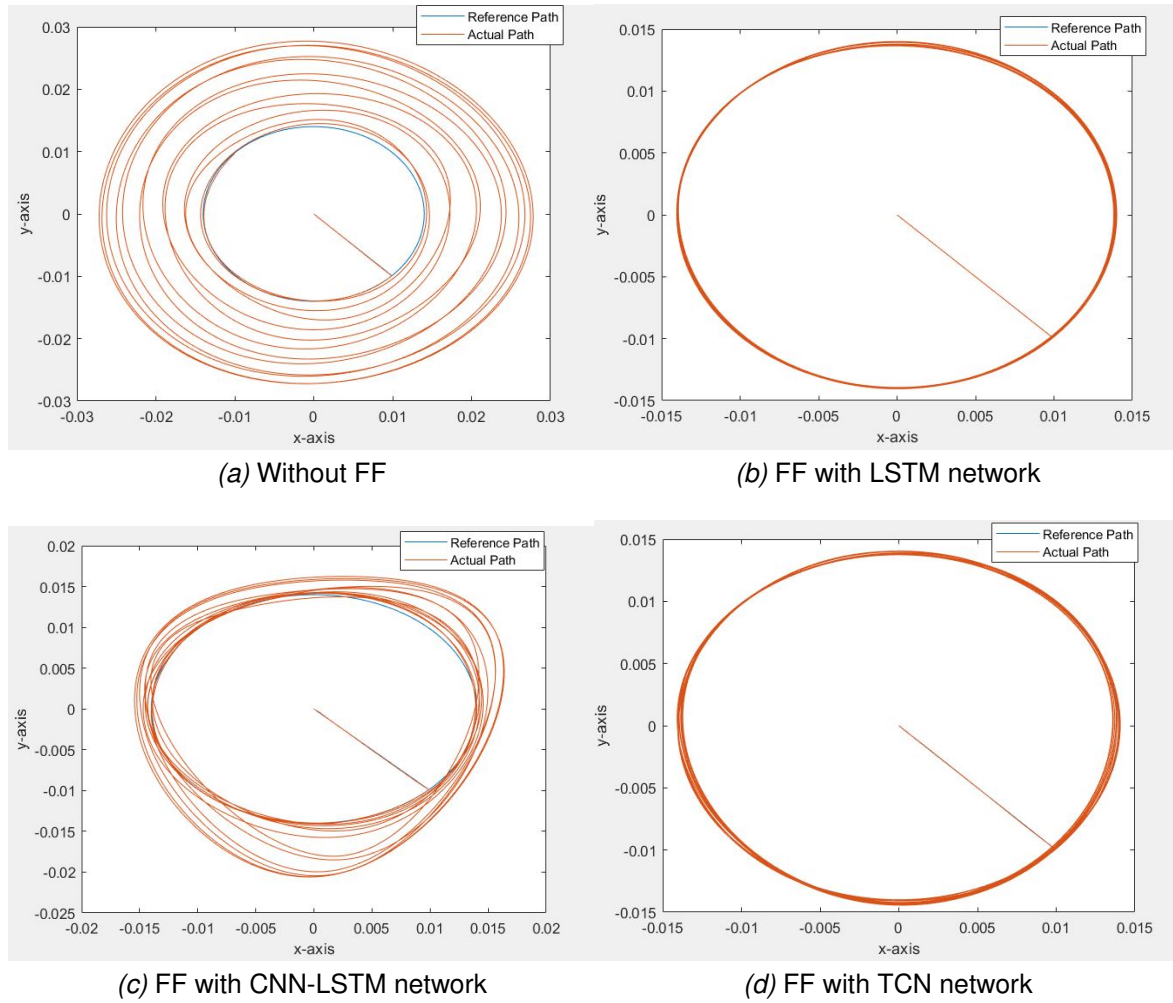 Reference Path
Actual Path
0.03
0.02
0.01
0
-0.01
-0.02
-0.03
y-axis
-0.03 -0.02 -0.01 0 0.01 0.02 0.03
x-axis
(a) Without FF
Reference Path
Actual Path
0.015
0.01
0.005
0
-0.005
-0.01
-0.015
y-axis
-0.015 -0.01 -0.005 0 0.005 0.01 0.015
x-axis
(b) FF with LSTM network
Reference Path
Actual Path
0.02
0.015
0.01
0.005
0
-0.005
-0.01
-0.015
-0.02
-0.025
y-axis
-0.02 -0.015 -0.01 -0.005 0 0.005 0.01 0.015 0.02
x-axis
(c) FF with CNN-LSTM network
Reference Path
Actual Path
0.015
0.01
0.005
0
-0.005
-0.01
-0.015
y-axis
-0.015 -0.01 -0.005 0 0.005 0.01 0.015
x-axis
(d) FF with TCN network